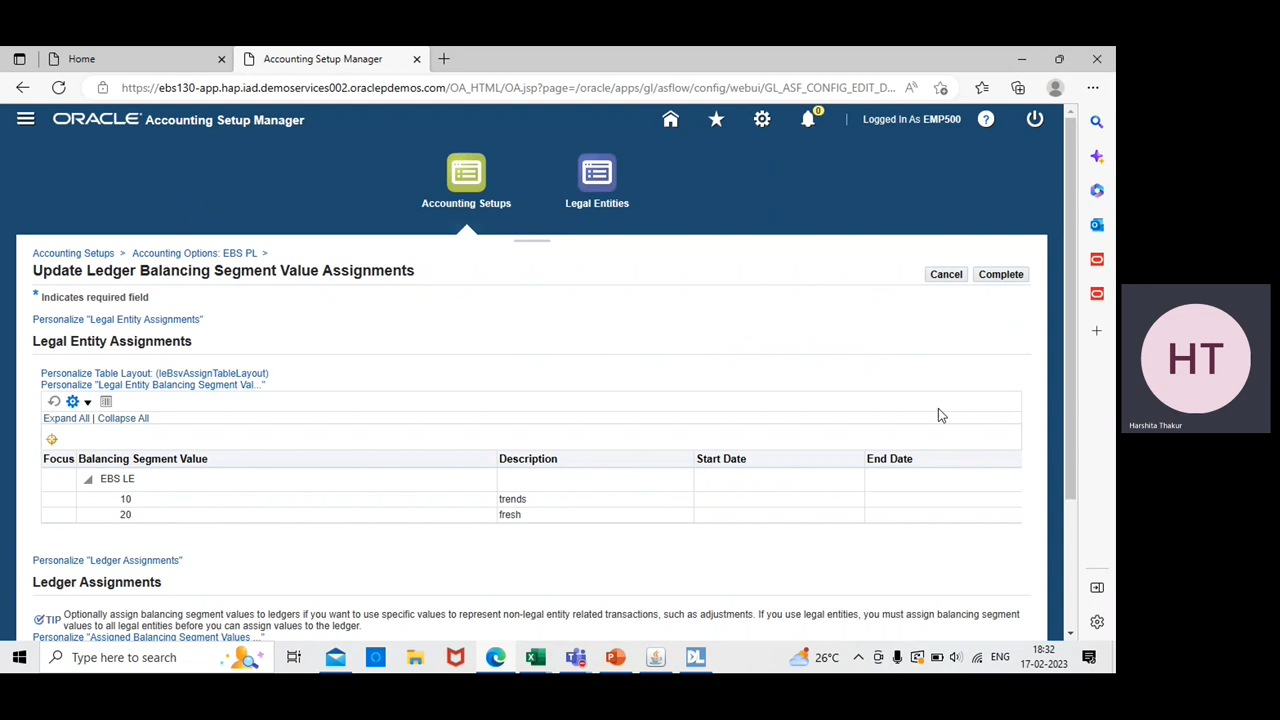 Home
Accounting Setup Manager
https://ebs130-app.hap.iad.demoservices002.oraclepdemos.com/OA_HTML/OA.jsp?page=/oracle/apps/gl/asflow/config/webui/GL_ASF_CONFIG_EDIT_D...
ORACLE Accounting Setup Manager
0
Logged In As EMP500
?
Accounting Setups
Legal Entities
Accounting Setups > Accounting Options: EBS PL >
Update Ledger Balancing Segment Value Assignments
Cancel Complete
* Indicates required field
Personalize "Legal Entity Assignments"
Legal Entity Assignments
Personalize Table Layout: (leBsvAssignTableLayout)
Personalize "Legal Entity Balancing Segment Val..."
Expand All | Collapse All
Focus Balancing Segment Value Description Start Date End Date
EBS LE
10 trends
20 fresh
HT
Harshita Thakur
Personalize "Ledger Assignments"
Ledger Assignments
TIP Optionally assign balancing segment values to ledgers if you want to use specific values to represent non-legal entity related transactions, such as adjustments. If you use legal entities, you must assign balancing segment
values to all legal entities before you can assign values to the ledger.
Personalize "Assigned Balancing Segment Values ..."
Type here to search
DL
26°C
ENG
18:32
17-02-2023